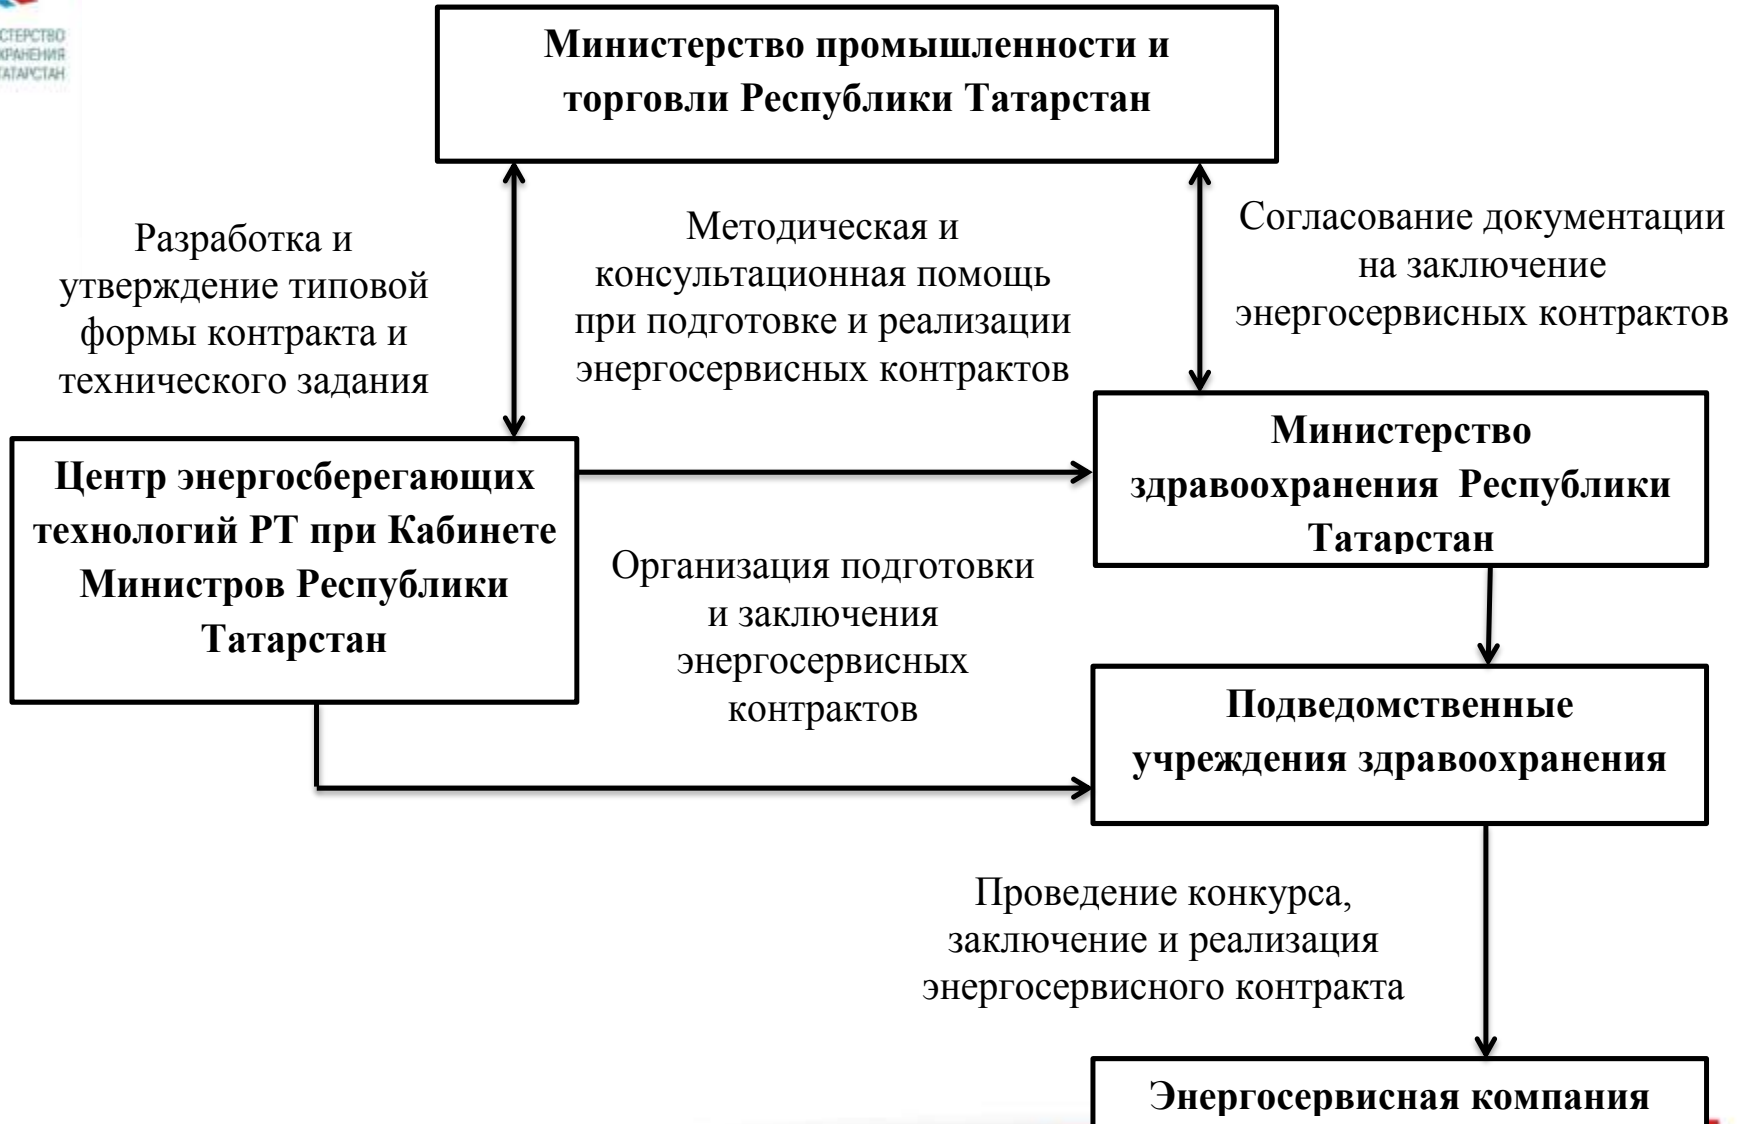 Министерство промышленности и
торговли Республики Татарстан
Разработка и
утверждение типовой
формы контракта и
технического задания
Методическая и
консультационная помощь
при подготовке и реализации
энергосервисных контрактов
Согласование документации
на заключение
энергосервисных контрактов
Центр энергосберегающих
технологий РТ при Кабинете
Министров Республики
Татарстан
Министерство
здравоохранения Республики
Татарстан
Организация подготовки
и заключения
энергосервисных
контрактов
Подведомственные
учреждения здравоохранения
Проведение конкурса,
заключение и реализация
энергосервисного контракта
Энергосервисная компания